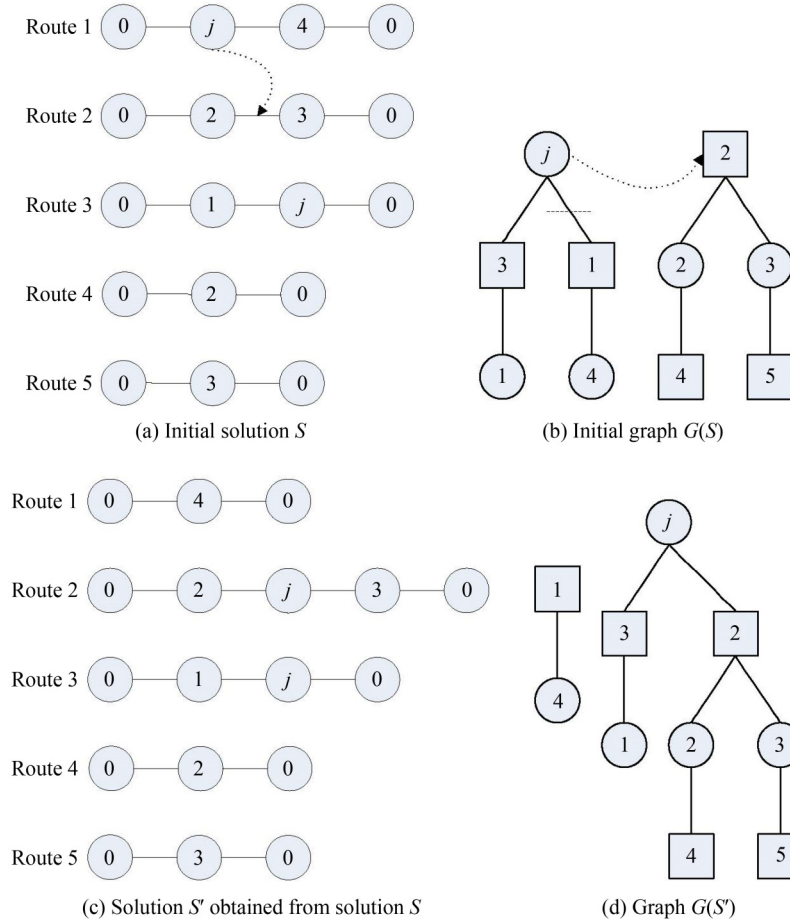 Route 1 0 j 4 0
Route 2 0 2 3 0
Route 3 0 1 j 0
Route 4 0 2 0
Route 5 0 3 0
(a) Initial solution S
j 2
3 1 2 3
1 4 4 5
(b) Initial graph G(S)
Route 1 0 4 0
Route 2 0 2 j 3 0
Route 3 0 1 j 0
Route 4 0 2 0
Route 5 0 3 0
(c) Solution S′ obtained from solution S
j
1
3 2
4
1 2 3
4 5
(d) Graph G(S′)